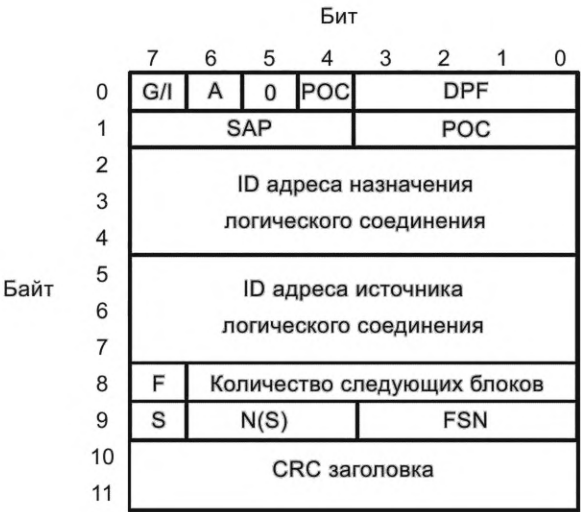 Бит
7 6 5 4 3 2 1 0
0 G/I A 0 POC DPF
1 SAP POC
2
3 ID адреса назначения
логического соединения
4
5
Байт 6 ID адреса источника
логического соединения
7
8 F Количество следующих блоков
9 S N(S) FSN
10 CRC заголовка
11